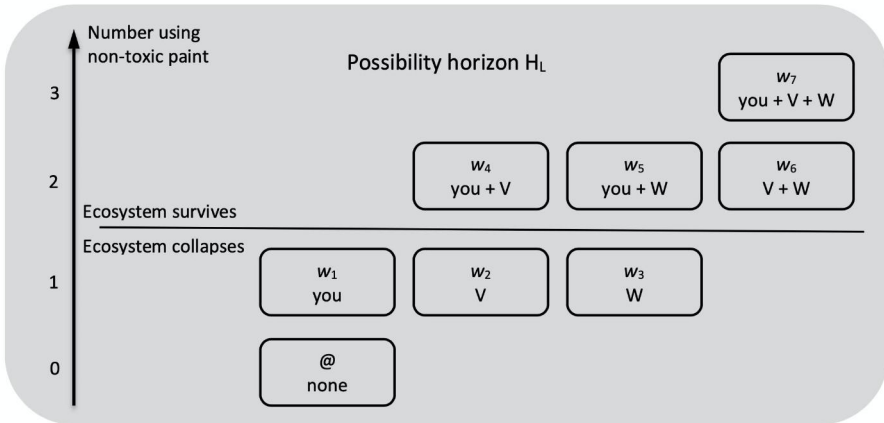 Number using
non-toxic paint
Possibility horizon H_L
3
w₇
you + V + W
2
w₄
you + V
w₅
you + W
w₆
V + W
Ecosystem survives
Ecosystem collapses
1
w₁
you
w₂
V
w₃
W
0
@
none